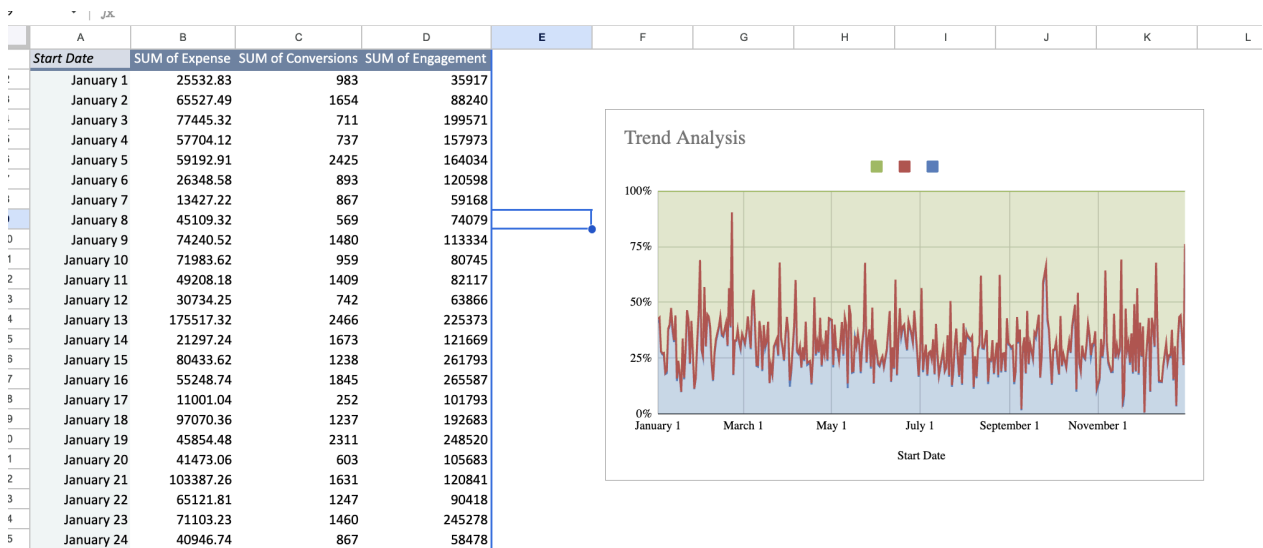 fx
A B C D E F G H I J K L
Start Date SUM of Expense SUM of Conversions SUM of Engagement
January 1 25532.83 983 35917
January 2 65527.49 1654 88240
January 3 77445.32 711 199571
January 4 57704.12 737 157973
January 5 59192.91 2425 164034
January 6 26348.58 893 120598
January 7 13427.22 867 59168
January 8 45109.32 569 74079
January 9 74240.52 1480 113334
January 10 71983.62 959 80745
January 11 49208.18 1409 82117
January 12 30734.25 742 63866
January 13 175517.32 2466 225373
January 14 21297.24 1673 121669
January 15 80433.62 1238 261793
January 16 55248.74 1845 265587
January 17 11001.04 252 101793
January 18 97070.36 1237 192683
January 19 45854.48 2311 248520
January 20 41473.06 603 105683
January 21 103387.26 1631 120841
January 22 65121.81 1247 90418
January 23 71103.23 1460 245278
January 24 40946.74 867 58478
Trend Analysis
100%
75%
50%
25%
0%
January 1 March 1 May 1 July 1 September 1 November 1
Start Date